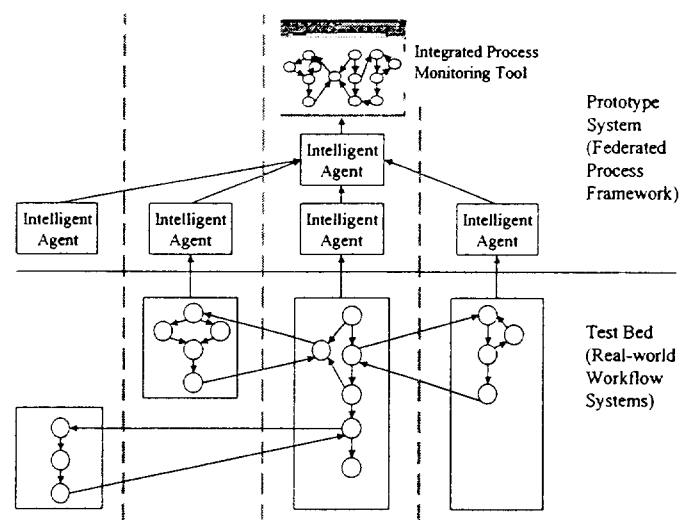 Integrated Process
Monitoring Tool
Prototype
System
(Federated
Process
Framework)
Intelligent
Agent
Intelligent
Agent
Intelligent
Agent
Intelligent
Agent
Intelligent
Agent
Test Bed
(Real-world
Workflow
Systems)